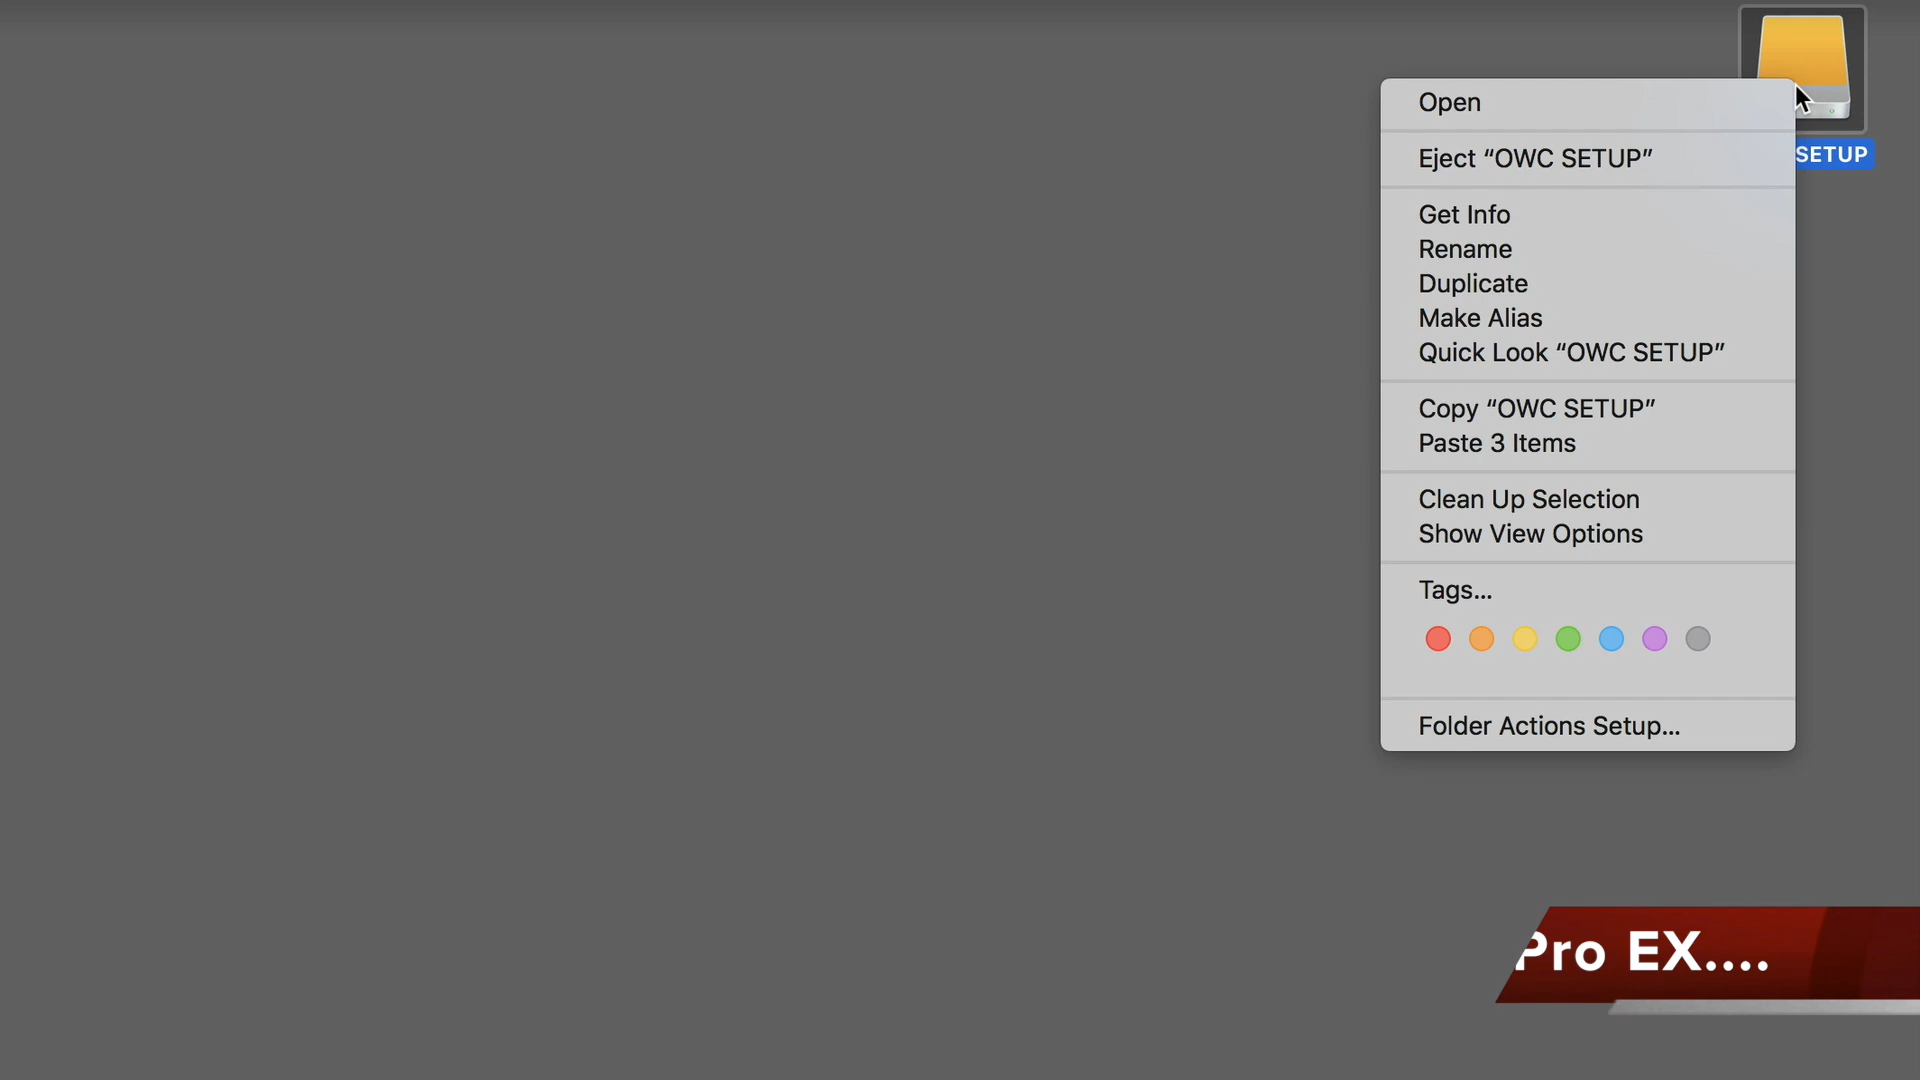 Open
SETUP
Eject “OWC SETUP”
Get Info
Rename
Duplicate
Make Alias
Quick Look “OWC SETUP”
Copy “OWC SETUP”
Paste 3 Items
Clean Up Selection
Show View Options
Tags...
Folder Actions Setup...
Pro EX....